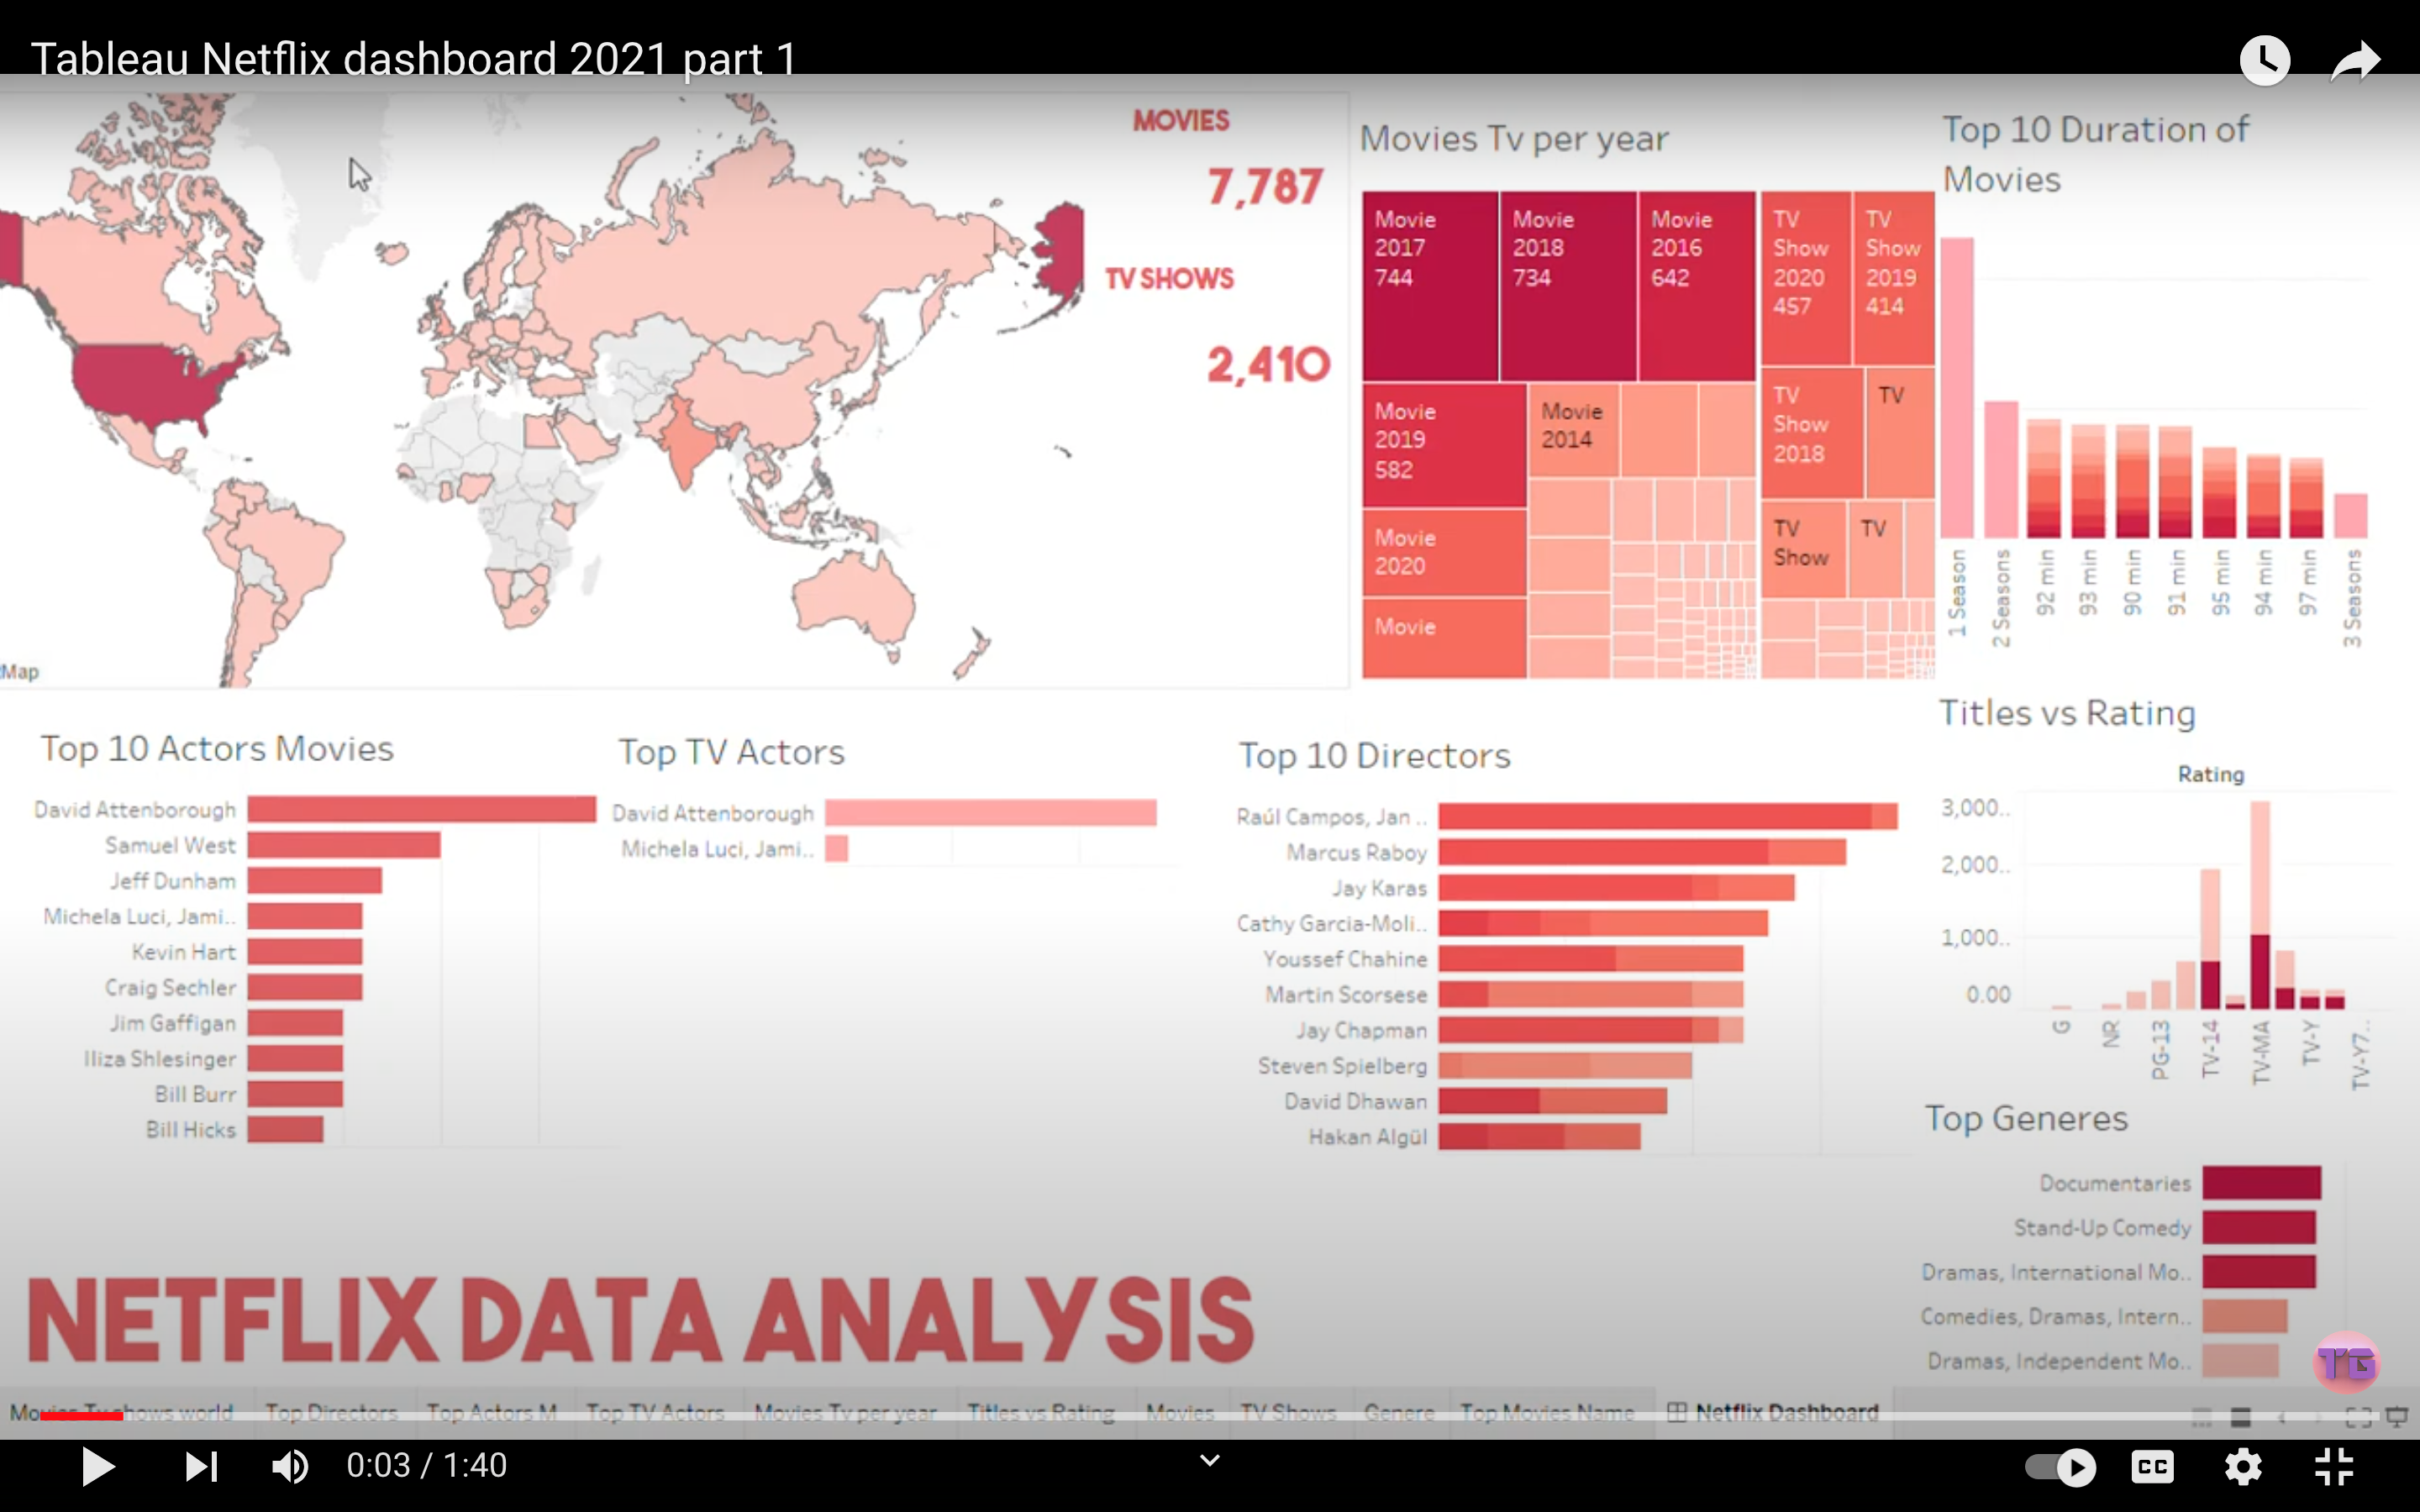 Tableau Netflix dashboard 2021 part 1
MOVIES
7,787
TV SHOWS
2,410
Map
Movies Tv per year
Movie
2017
744
Movie
2018
734
Movie
2016
642
TV
Show
2020
457
TV
Show
2019
414
Movie
2019
582
Movie
2014
TV
Show
2018
TV
Movie
2020
TV
Show
TV
Movie
Top 10 Duration of
Movies
1 Season
2 Seasons
92 min
93 min
90 min
91 min
95 min
94 min
97 min
3 Seasons
Top 10 Actors Movies
David Attenborough
Samuel West
Jeff Dunham
Michela Luci, Jami..
Kevin Hart
Craig Sechler
Jim Gaffigan
Iliza Shlesinger
Bill Burr
Bill Hicks
Top TV Actors
David Attenborough
Michela Luci, Jami..
Top 10 Directors
Raúl Campos, Jan ..
Marcus Raboy
Jay Karas
Cathy Garcia-Moli..
Youssef Chahine
Martin Scorsese
Jay Chapman
Steven Spielberg
David Dhawan
Hakan Algül
Titles vs Rating
Rating
3,000..
2,000..
1,000..
0.00
G
NR
PG-13
TV-14
TV-MA
TV-Y
TV-Y7..
Top Generes
Documentaries
Stand-Up Comedy
Dramas, International Mo..
Comedies, Dramas, Intern..
Dramas, Independent Mo..
TG
NETFLIX DATA ANALYSIS
Movies Tv shows world
Top Directors
Top Actors M
Top TV Actors
Movies Tv per year
Titles vs Rating
Movies
TV Shows
Genere
Top Movies Name
Netflix Dashboard
0:03 / 1:40
CC